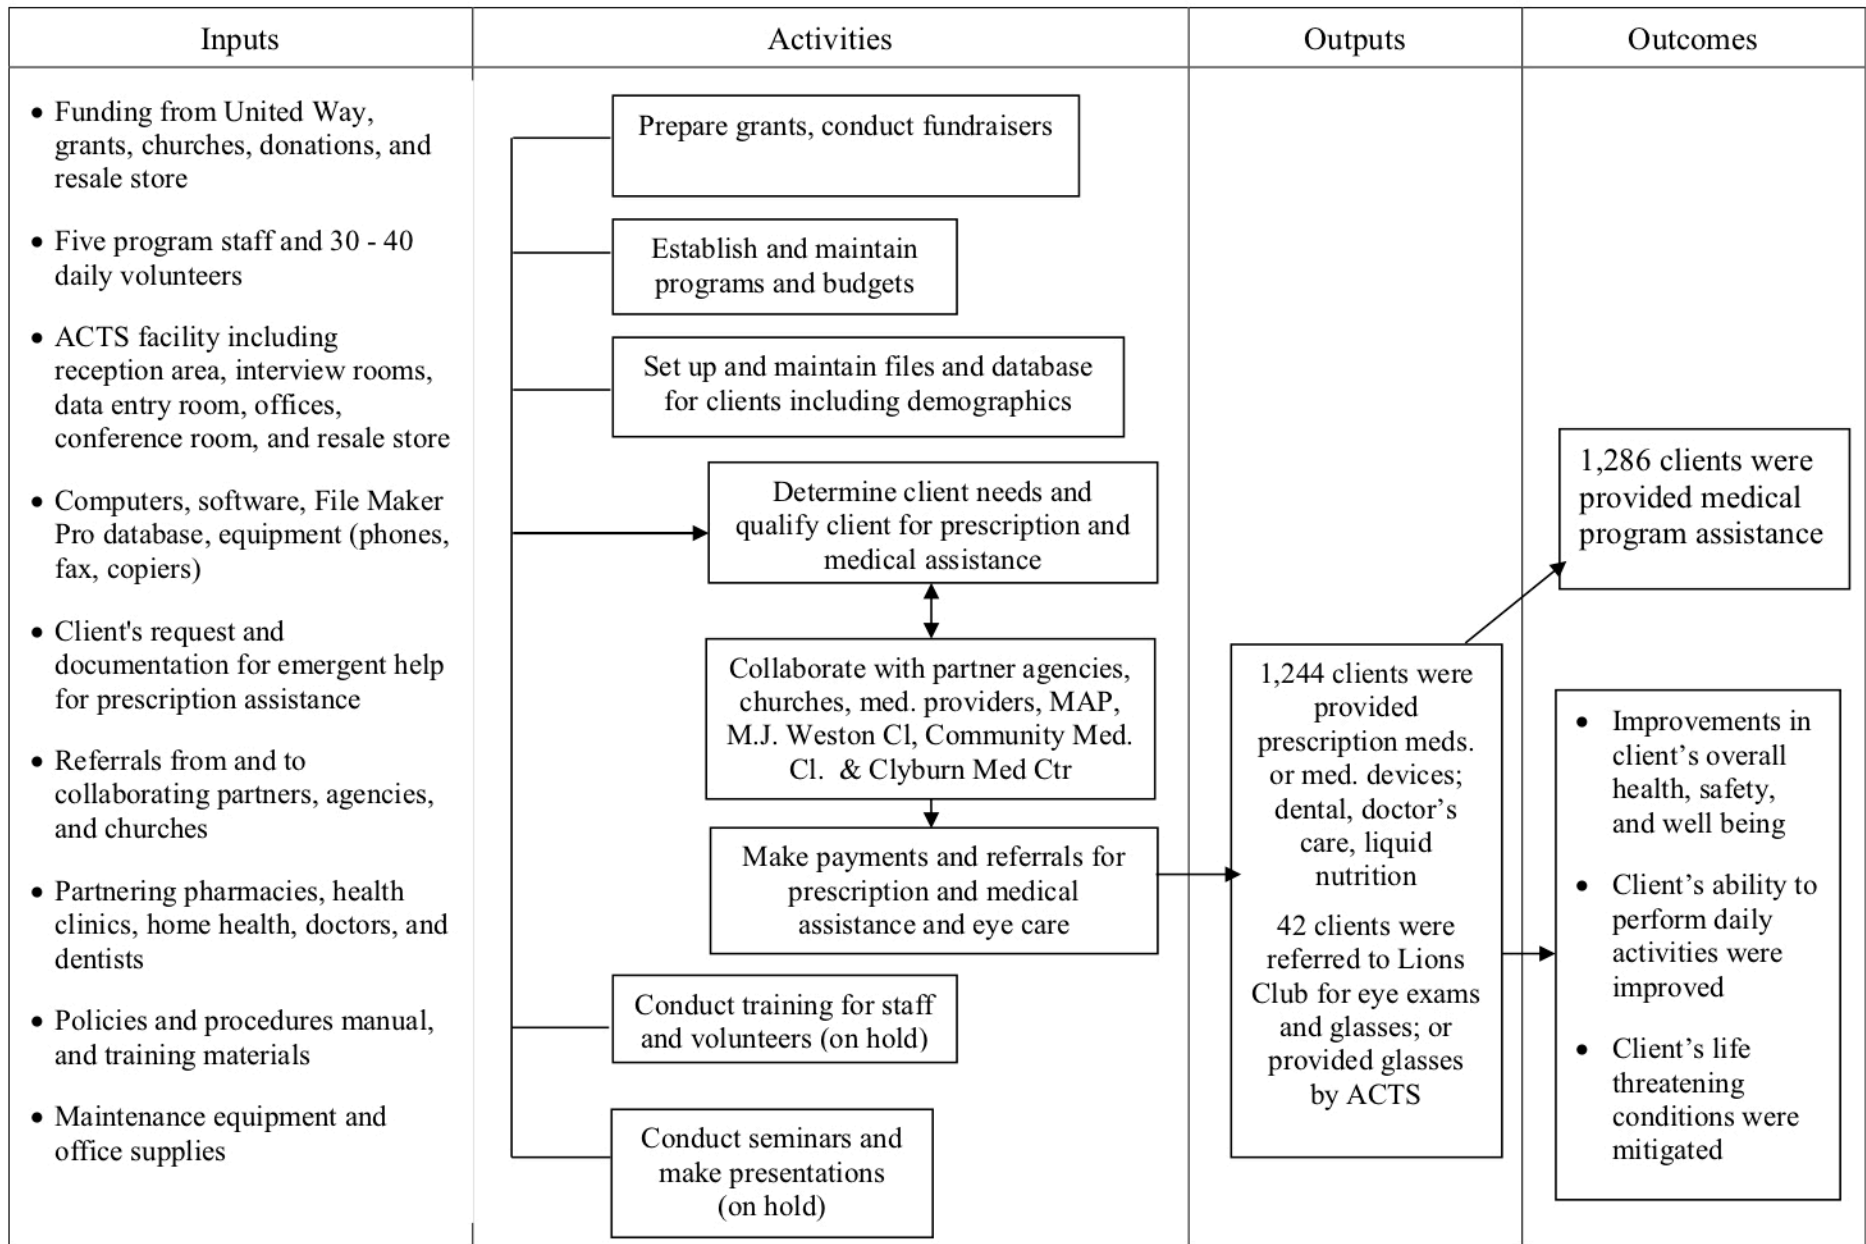 Inputs
Activities
Outputs
Outcomes
• Funding from United Way,
grants, churches, donations, and
resale store
• Five program staff and 30 - 40
daily volunteers
• ACTS facility including
reception area, interview rooms,
data entry room, offices,
conference room, and resale store
• Computers, software, File Maker
Pro database, equipment (phones,
fax, copiers)
• Client's request and
documentation for emergent help
for prescription assistance
• Referrals from and to
collaborating partners, agencies,
and churches
• Partnering pharmacies, health
clinics, home health, doctors, and
dentists
• Policies and procedures manual,
and training materials
• Maintenance equipment and
office supplies
Prepare grants, conduct fundraisers
Establish and maintain
programs and budgets
Set up and maintain files and database
for clients including demographics
Determine client needs and
qualify client for prescription and
medical assistance
Collaborate with partner agencies,
churches, med. providers, MAP,
M.J. Weston Cl, Community Med.
Cl. & Clyburn Med Ctr
Make payments and referrals for
prescription and medical
assistance and eye care
Conduct training for staff
and volunteers (on hold)
Conduct seminars and
make presentations
(on hold)
1,244 clients were
provided
prescription meds.
or med. devices;
dental, doctor’s
care, liquid
nutrition
42 clients were
referred to Lions
Club for eye exams
and glasses; or
provided glasses
by ACTS
1,286 clients were
provided medical
program assistance
• Improvements in
client’s overall
health, safety,
and well being
• Client’s ability to
perform daily
activities were
improved
• Client’s life
threatening
conditions were
mitigated